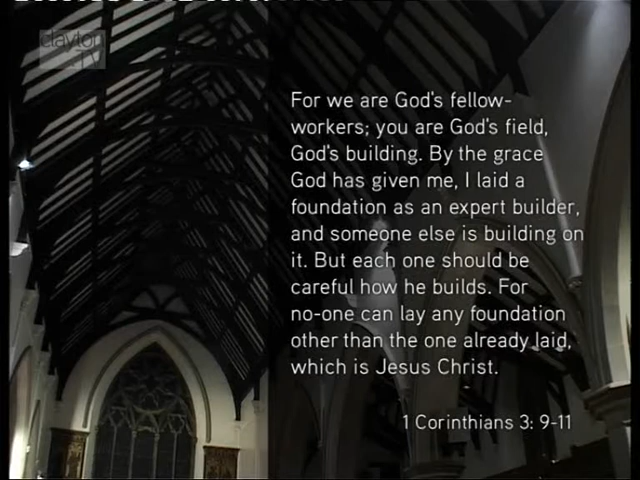 clayton
TV
For we are God's fellow-
workers; you are God's field,
God's building. By the grace
God has given me, I laid a
foundation as an expert builder,
and someone else is building on
it. But each one should be
careful how he builds. For
no-one can lay any foundation
other than the one already laid,
which is Jesus Christ.
1 Corinthians 3: 9-11